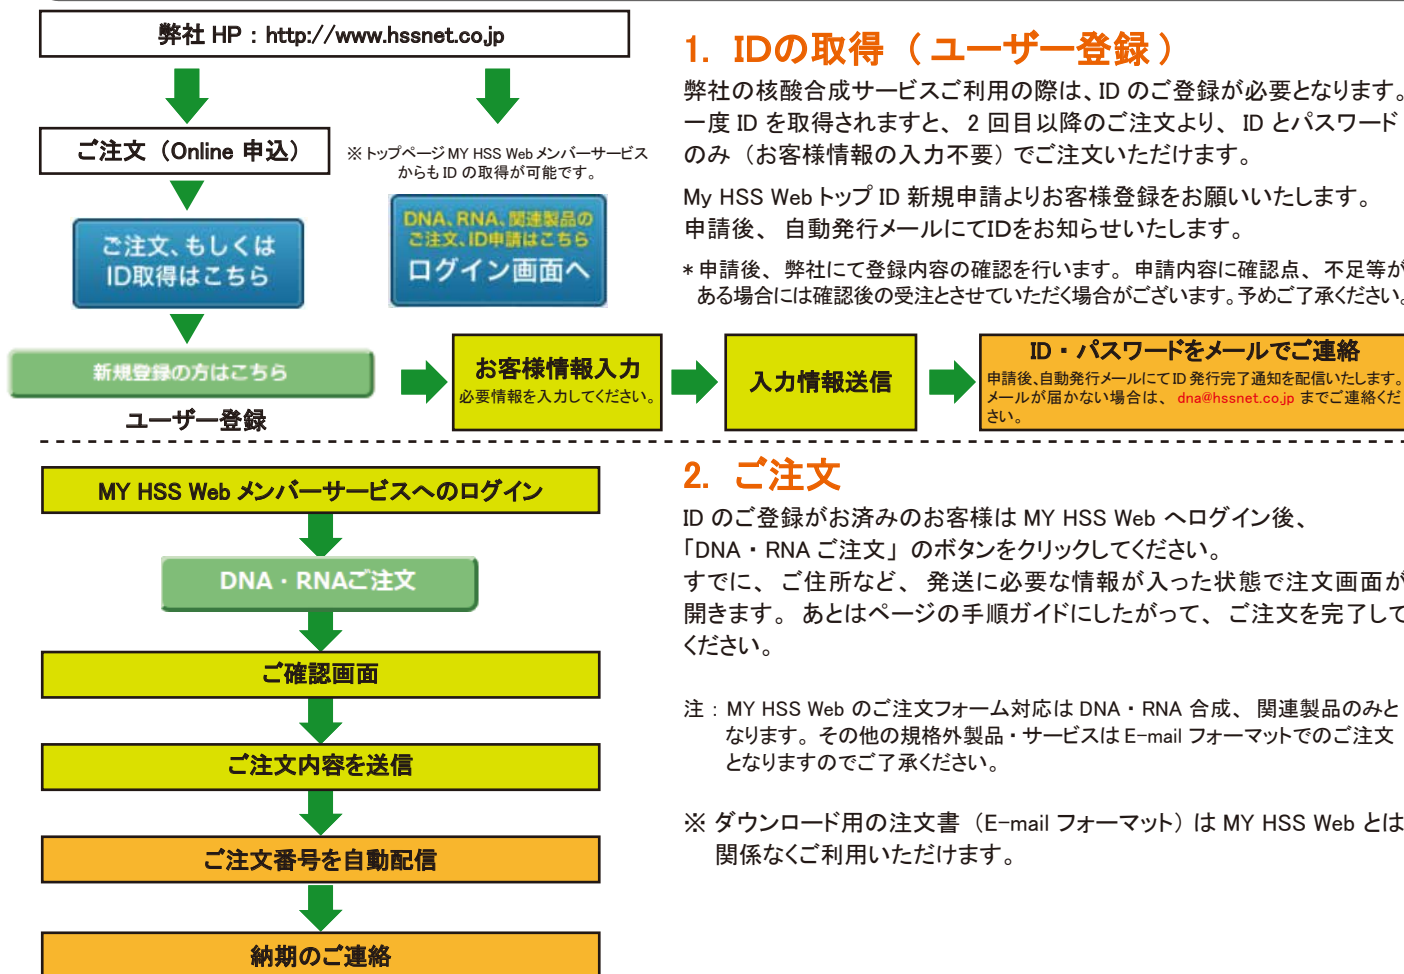 弊社 HP : http://www.hssnet.co.jp
ご注文（Online 申込）
※トップページMY HSS Webメンバーサービス
からもIDの取得が可能です。
ご注文、もしくは
ID取得はこちら
DNA、RNA、関連製品の
ご注文、ID申請はこちら
ログイン画面へ
新規登録の方はこちら
ユーザー登録
1. IDの取得（ユーザー登録）
弊社の核酸合成サービスご利用の際は、ID のご登録が必要となります。
一度 ID を取得されますと、2 回目以降のご注文より、ID とパスワード
のみ（お客様情報の入力不要）でご注文いただけます。
My HSS Web トップ ID 新規申請よりお客様登録をお願いいたします。
申請後、自動発行メールにてIDをお知らせいたします。
*申請後、弊社にて登録内容の確認を行います。申請内容に確認点、不足等が
ある場合には確認後の受注とさせていただく場合がございます。予めご了承ください。
お客様情報入力
必要情報を入力してください。
入力情報送信
ID・パスワードをメールでご連絡
申請後、自動発行メールにてID発行完了通知を配信いたします。
メールが届かない場合は、dna@hssnet.co.jp までご連絡くだ
さい。
MY HSS Web メンバーサービスへのログイン
DNA・RNAご注文
ご確認画面
ご注文内容を送信
ご注文番号を自動配信
納期のご連絡
2. ご注文
ID のご登録がお済みのお客様は MY HSS Web へログイン後、
「DNA・RNA ご注文」のボタンをクリックしてください。
すでに、ご住所など、発送に必要な情報が入った状態で注文画面が
開きます。あとはページの手順ガイドにしたがって、ご注文を完了して
ください。
注：MY HSS Web のご注文フォーム対応は DNA・RNA 合成、関連製品のみと
なります。その他の規格外製品・サービスは E-mail フォーマットでのご注文
となりますのでご了承ください。
※ ダウンロード用の注文書（E-mail フォーマット）は MY HSS Web とは
関係なくご利用いただけます。